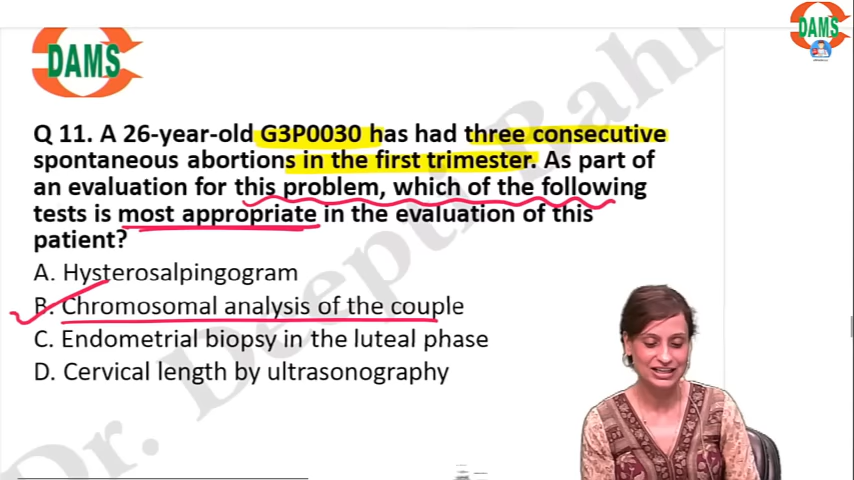 DAMS
DAMS
Q 11. A 26-year-old G3P0030 has had three consecutive
spontaneous abortions in the first trimester. As part of
an evaluation for this problem, which of the following
tests is most appropriate in the evaluation of this
patient?
A. Hysterosalpingogram
B. Chromosomal analysis of the couple
C. Endometrial biopsy in the luteal phase
D. Cervical length by ultrasonography
Dr. Deepti Bahl